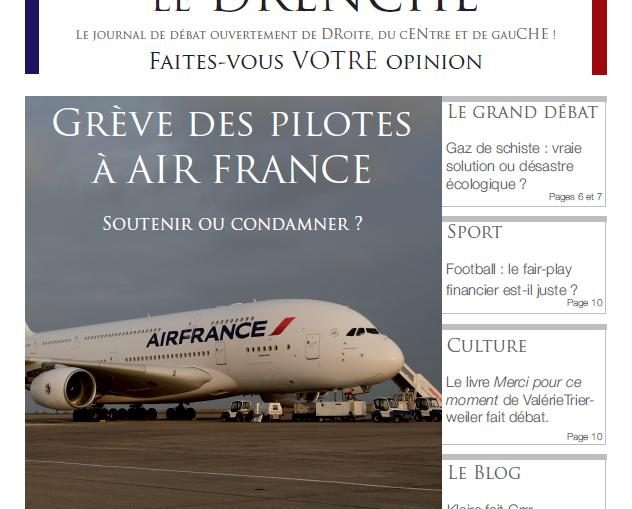 LE DRENCHE
LE JOURNAL DE DÉBAT OUVERTEMENT DE DROITE, DU CENTRE ET DE GAUCHE !
FAITES-VOUS VOTRE OPINION
GRÈVE DES PILOTES
À AIR FRANCE
SOUTENIR OU CONDAMNER ?
AIRFRANCE
LE GRAND DÉBAT
Gaz de schiste : vraie
solution ou désastre
écologique ?
Pages 6 et 7
SPORT
Football : le fair-play
financier est-il juste ?
Page 10
CULTURE
Le livre Merci pour ce
moment de ValérieTrier-
weiler fait débat.
Page 10
LE BLOG